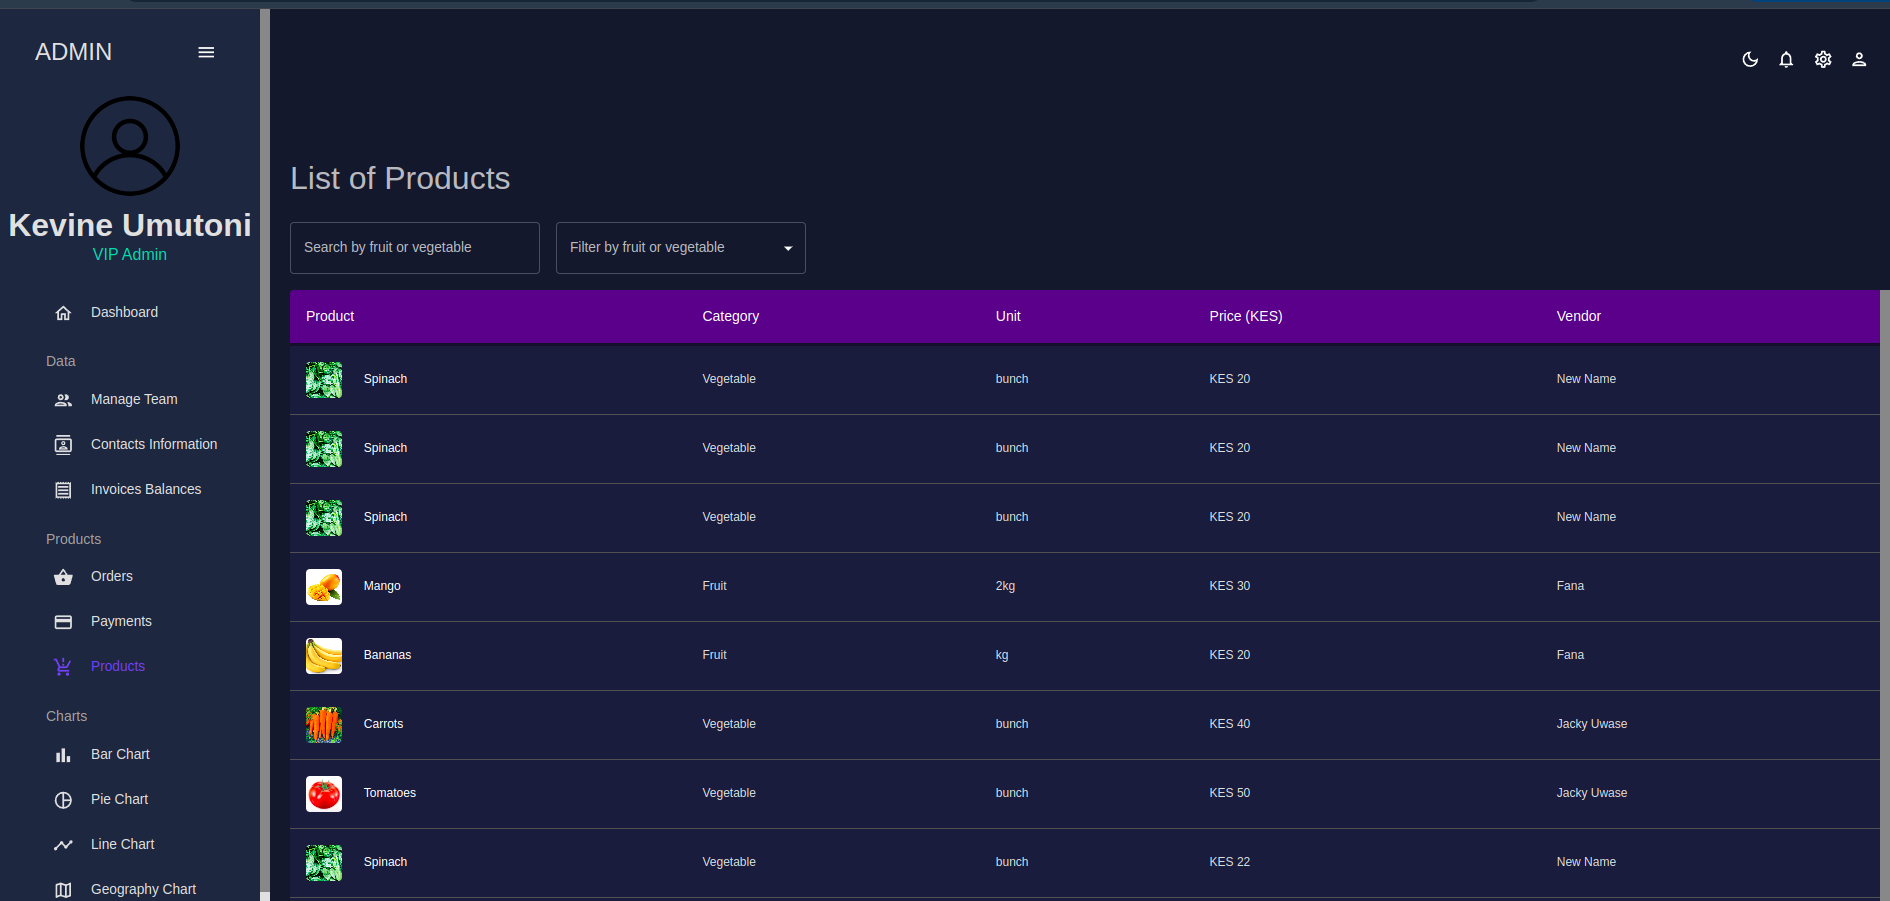 ADMIN
Kevine Umutoni
VIP Admin
Dashboard
Data
Manage Team
Contacts Information
Invoices Balances
Products
Orders
Payments
Products
Charts
Bar Chart
Pie Chart
Line Chart
Geography Chart
List of Products
Search by fruit or vegetable
Filter by fruit or vegetable
Product Category Unit Price (KES) Vendor
Spinach Vegetable bunch KES 20 New Name
Spinach Vegetable bunch KES 20 New Name
Spinach Vegetable bunch KES 20 New Name
Mango Fruit 2kg KES 30 Fana
Bananas Fruit kg KES 20 Fana
Carrots Vegetable bunch KES 40 Jacky Uwase
Tomatoes Vegetable bunch KES 50 Jacky Uwase
Spinach Vegetable bunch KES 22 New Name